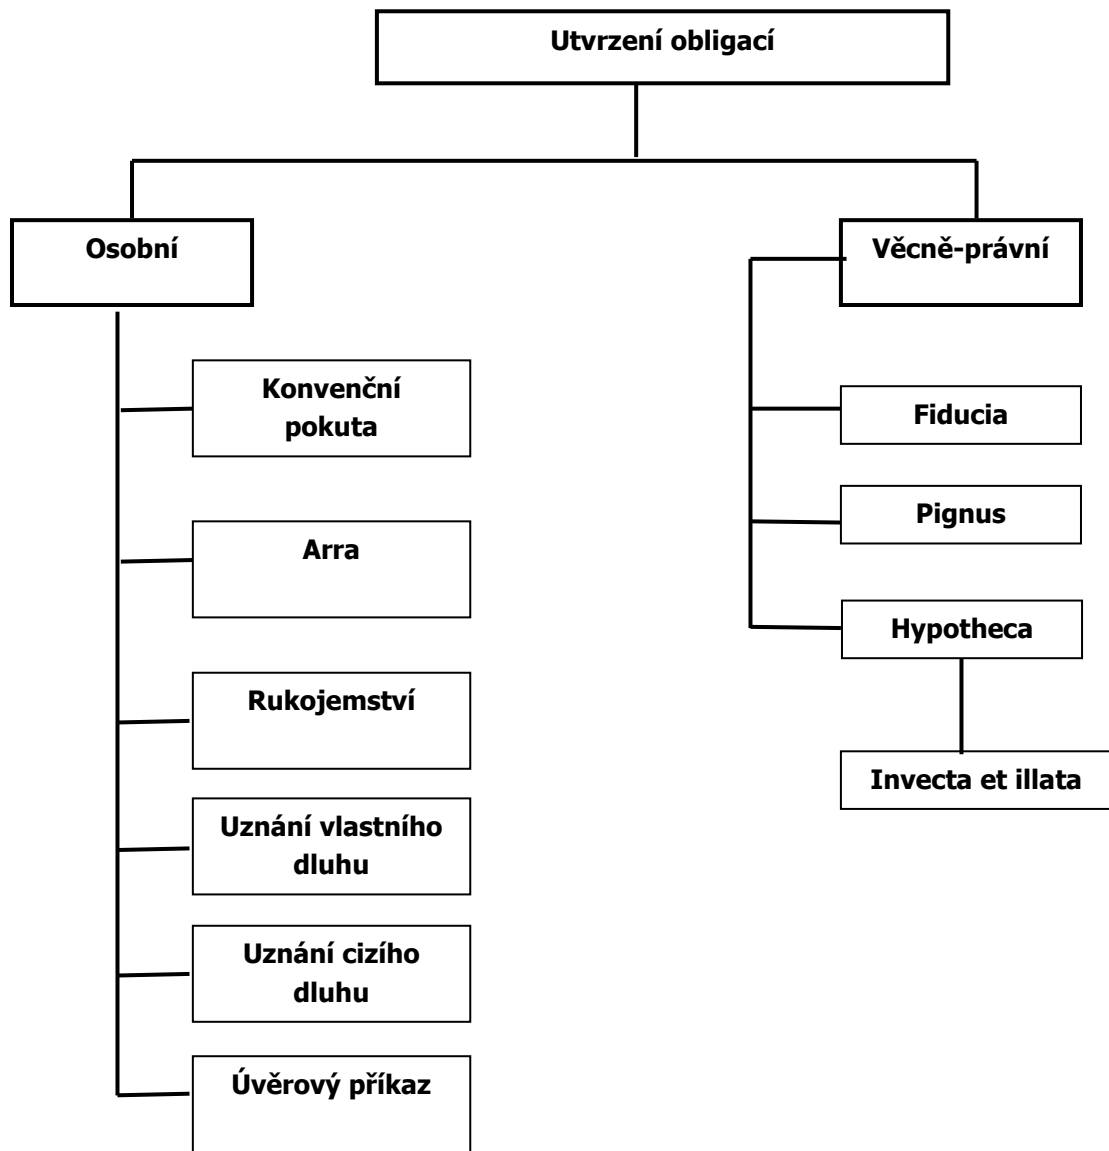 Utvrzení obligací
Osobní
Věcně-právní
Konvenční
pokuta
Arra
Rukojemství
Uznání vlastního
dluhu
Uznání cizího
dluhu
Úvěrový příkaz
Fiducia
Pignus
Hypotheca
Invecta et illata